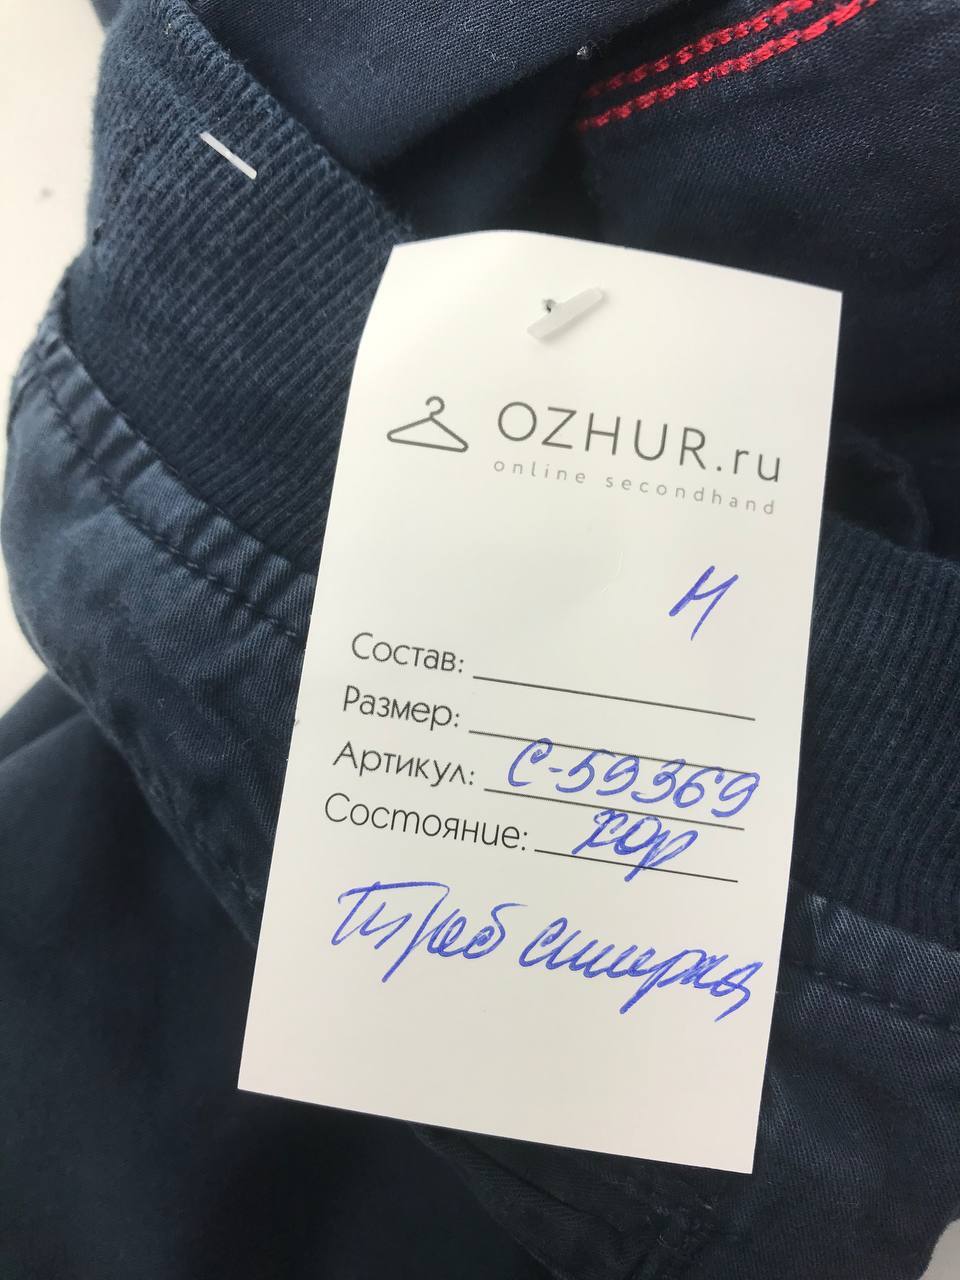 OZHUR.ru
online secondhand
И
Состав:
Размер:
Артикул: С-59369
Состояние: хор
Треб стирка